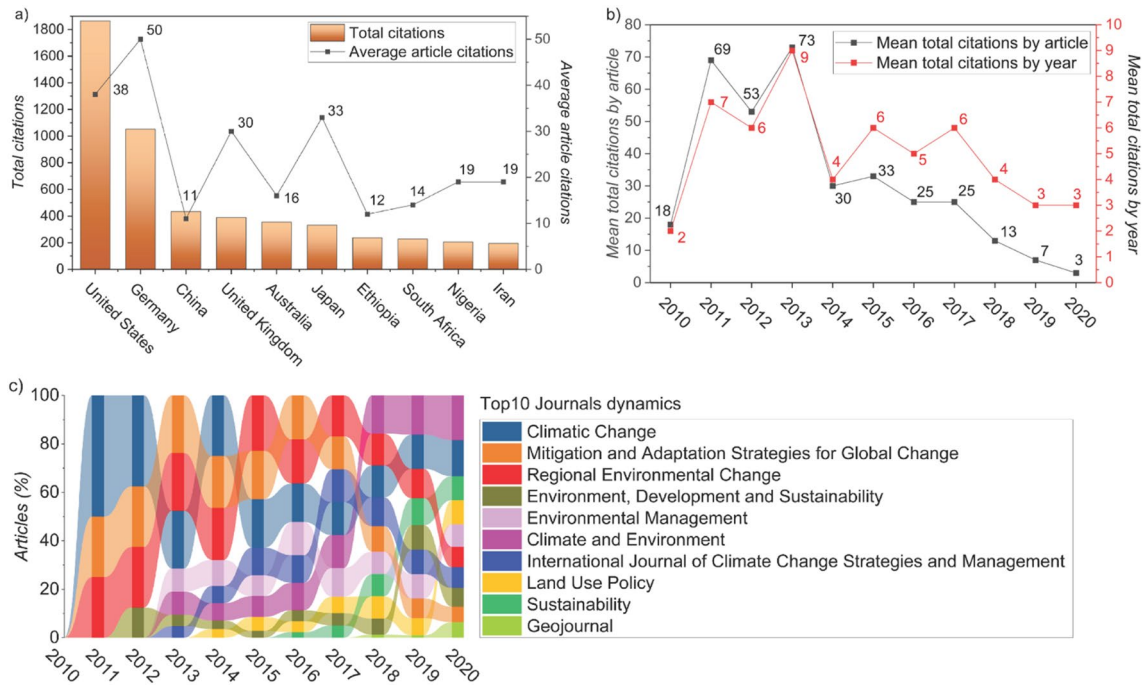 a)
Total citations
Average article citations
1800
1600
1400
1200
1000
800
600
400
200
0
Total citations
50
40
30
20
10
0
Average article citations
38
50
11
30
16
33
12
14
19
19
United States
Germany
China
United Kingdom
Australia
Japan
Ethiopia
South Africa
Nigeria
Iran
b)
Mean total citations by article
Mean total citations by year
80
70
60
50
40
30
20
10
0
Mean total citations by article
10
9
8
7
6
5
4
3
2
1
0
Mean total citations by year
18
69
53
73
30
33
25
25
13
7
3
2
7
6
9
4
6
5
6
4
3
3
2010
2011
2012
2013
2014
2015
2016
2017
2018
2019
2020
c)
100
80
60
40
20
0
Articles (%)
2010
2011
2012
2013
2014
2015
2016
2017
2018
2019
2020
Top10 Journals dynamics
Climatic Change
Mitigation and Adaptation Strategies for Global Change
Regional Environmental Change
Environment, Development and Sustainability
Environmental Management
Climate and Environment
International Journal of Climate Change Strategies and Management
Land Use Policy
Sustainability
Geojournal